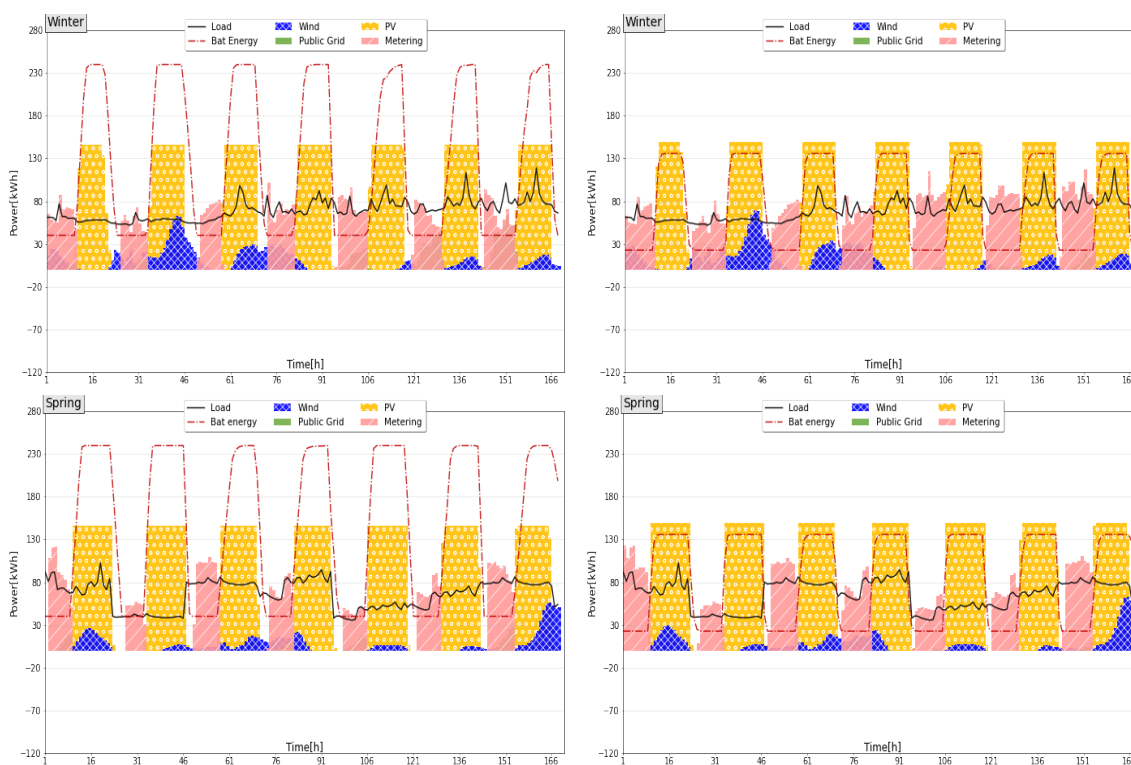 Winter
Load Wind PV
Bat Energy Public Grid Metering
Power[kWh]
280
230
180
130
80
30
−20
−70
−120
Time[h]
1 16 31 46 61 76 91 106 121 136 151 166
Winter
Load Wind PV
Bat Energy Public Grid Metering
Power[kWh]
280
230
180
130
80
30
−20
−70
−120
Time[h]
1 16 31 46 61 76 91 106 121 136 151 16
Spring
Load Wind PV
Bat energy Public Grid Metering
Power[kWh]
280
230
180
130
80
30
−20
−70
−120
Time[h]
1 16 31 46 61 76 91 106 121 136 151 166
Spring
Load Wind PV
Bat energy Public Grid Metering
Power[kWh]
280
230
180
130
80
30
−20
−70
−120
Time[h]
1 16 31 46 61 76 91 106 121 136 151 16